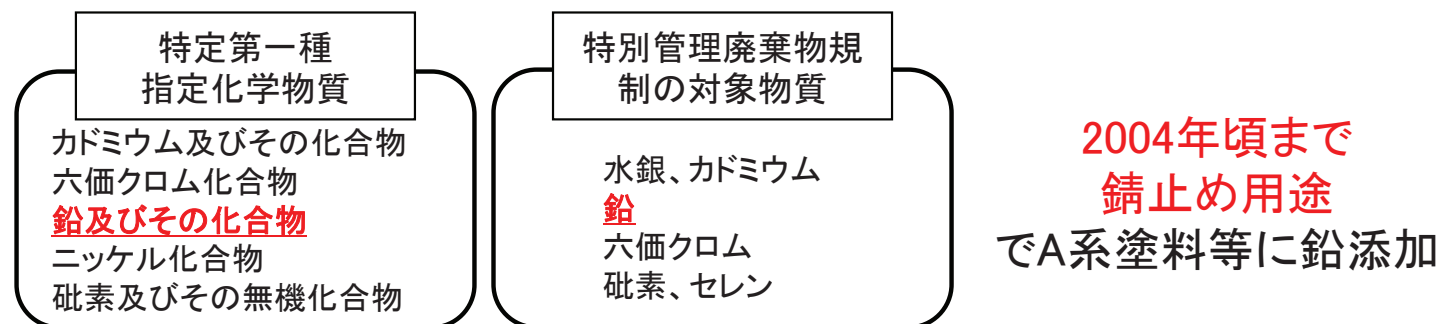 特定第一種
指定化学物質
カドミウム及びその化合物
六価クロム化合物
鉛及びその化合物
ニッケル化合物
砒素及びその無機化合物
特別管理廃棄物規
制の対象物質
水銀、カドミウム
鉛
六価クロム
砒素、セレン
2004年頃まで
錆止め用途
でA系塗料等に鉛添加